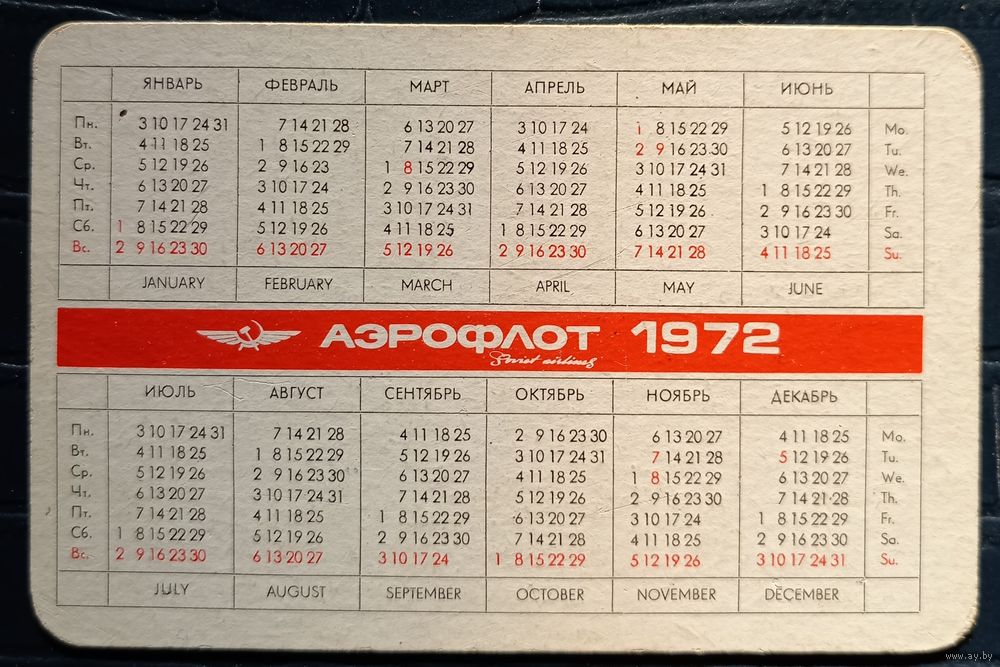 ЯНВАРЬ ФЕВРАЛЬ МАРТ АПРЕЛЬ МАЙ ИЮНЬ
Пн. 3 10 17 24 31 7 14 21 28 6 13 20 27 3 10 17 24 1 8 15 22 29 5 12 19 26 Mo.
Вт. 4 11 18 25 1 8 15 22 29 7 14 21 28 4 11 18 25 2 9 16 23 30 6 13 20 27 Tu.
Ср. 5 12 19 26 2 9 16 23 1 8 15 22 29 5 12 19 26 3 10 17 24 31 7 14 21 28 We.
Чт. 6 13 20 27 3 10 17 24 2 9 16 23 30 6 13 20 27 4 11 18 25 1 8 15 22 29 Th.
Пт. 7 14 21 28 4 11 18 25 3 10 17 24 31 7 14 21 28 5 12 19 26 2 9 16 23 30 Fr.
Сб. 1 8 15 22 29 5 12 19 26 4 11 18 25 1 8 15 22 29 6 13 20 27 3 10 17 24 Sa.
Вс. 2 9 16 23 30 6 13 20 27 5 12 19 26 2 9 16 23 30 7 14 21 28 4 11 18 25 Su.
JANUARY FEBRUARY MARCH APRIL MAY JUNE
АЭРОФЛОТ 1972
Soviet airlines
ИЮЛЬ АВГУСТ СЕНТЯБРЬ ОКТЯБРЬ НОЯБРЬ ДЕКАБРЬ
Пн. 3 10 17 24 31 7 14 21 28 4 11 18 25 2 9 16 23 30 6 13 20 27 4 11 18 25 Mo.
Вт. 4 11 18 25 1 8 15 22 29 5 12 19 26 3 10 17 24 31 7 14 21 28 5 12 19 26 Tu.
Ср. 5 12 19 26 2 9 16 23 30 6 13 20 27 4 11 18 25 1 8 15 22 29 6 13 20 27 We.
Чт. 6 13 20 27 3 10 17 24 31 7 14 21 28 5 12 19 26 2 9 16 23 30 7 14 21 28 Th.
Пт. 7 14 21 28 4 11 18 25 1 8 15 22 29 6 13 20 27 3 10 17 24 1 8 15 22 29 Fr.
Сб. 1 8 15 22 29 5 12 19 26 2 9 16 23 30 7 14 21 28 4 11 18 25 2 9 16 23 30 Sa.
Вс. 2 9 16 23 30 6 13 20 27 3 10 17 24 1 8 15 22 29 5 12 19 26 3 10 17 24 31 Su.
JULY AUGUST SEPTEMBER OCTOBER NOVEMBER DECEMBER
www.ay.by